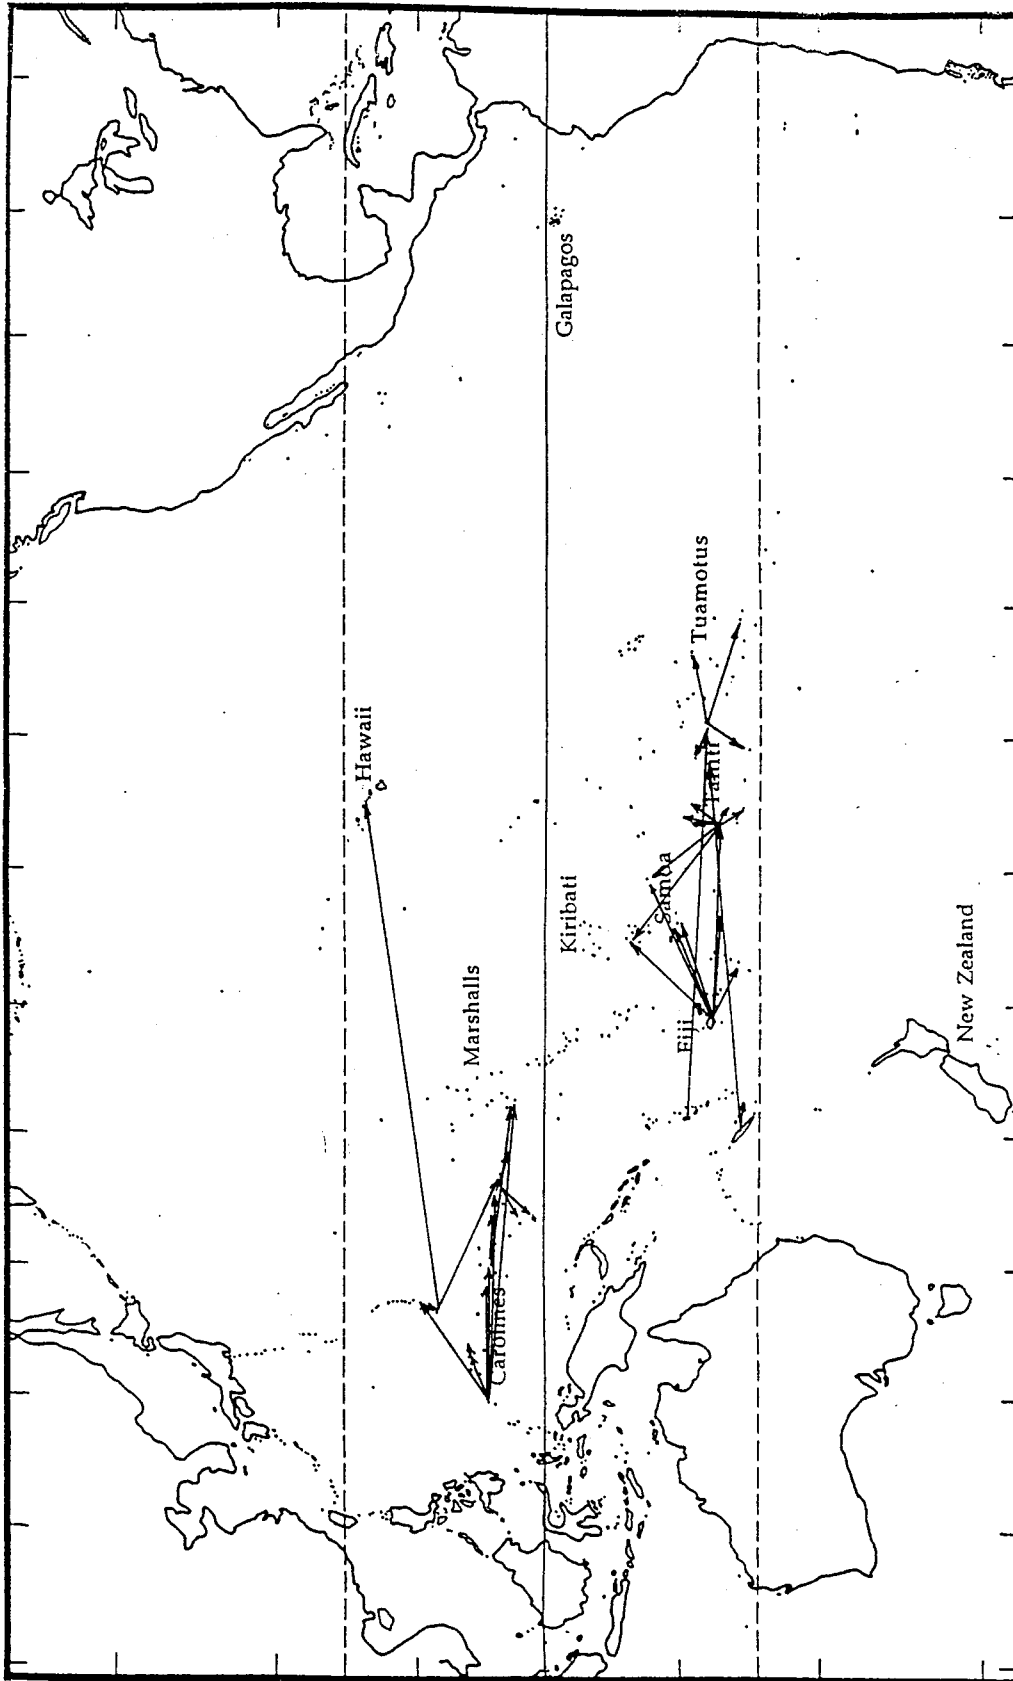 Hawaii
Galapagos
Marshalls
Carolines
Kiribati
Tuamotus
Samoa
Tahiti
Fiji
New Zealand